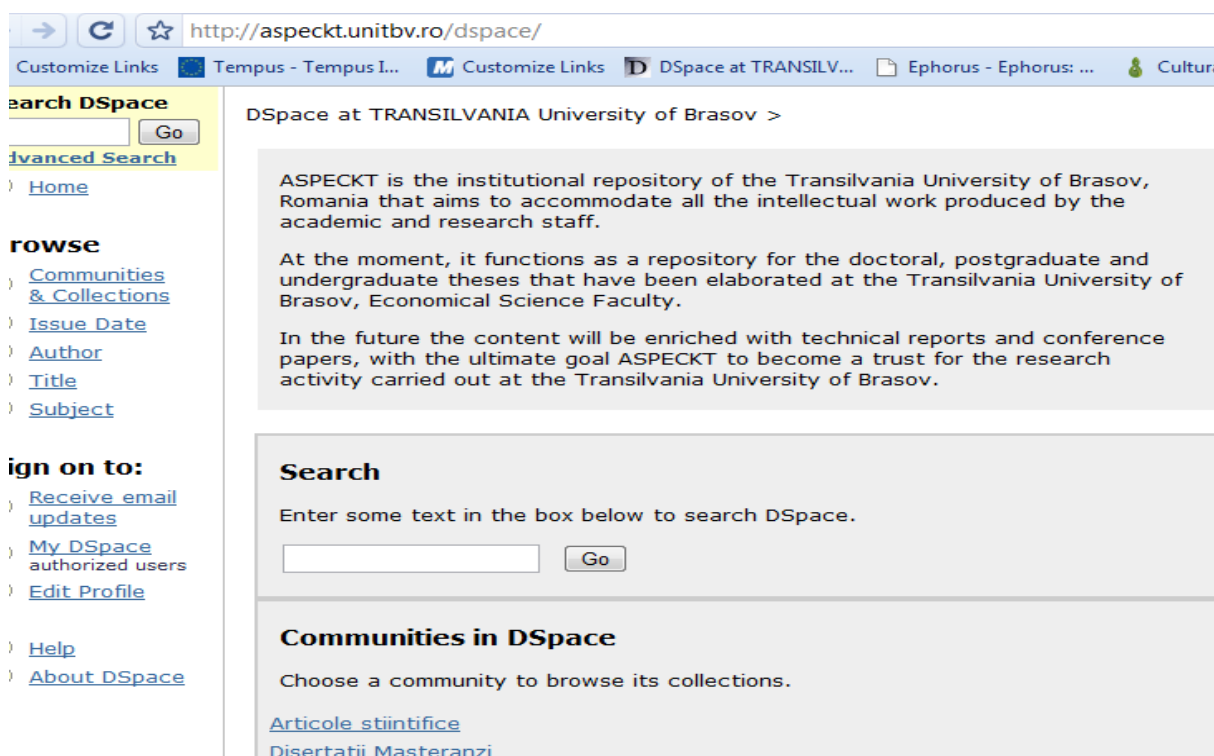 http://aspeckt.unitbv.ro/dspace/
Customize Links Tempus - Tempus I... Customize Links DSpace at TRANSILV... Ephorus - Ephorus: ... Cultura
earch DSpace
Go
dvanced Search
Home
rowse
Communities
& Collections
Issue Date
Author
Title
Subject
ign on to:
Receive email
updates
My DSpace
authorized users
Edit Profile
Help
About DSpace
DSpace at TRANSILVANIA University of Brasov >
ASPECKT is the institutional repository of the Transilvania University of Brasov,
Romania that aims to accommodate all the intellectual work produced by the
academic and research staff.
At the moment, it functions as a repository for the doctoral, postgraduate and
undergraduate theses that have been elaborated at the Transilvania University of
Brasov, Economical Science Faculty.
In the future the content will be enriched with technical reports and conference
papers, with the ultimate goal ASPECKT to become a trust for the research
activity carried out at the Transilvania University of Brasov.
Search
Enter some text in the box below to search DSpace.
Go
Communities in DSpace
Choose a community to browse its collections.
Articole stiintifice
Disertatii Masteranzi